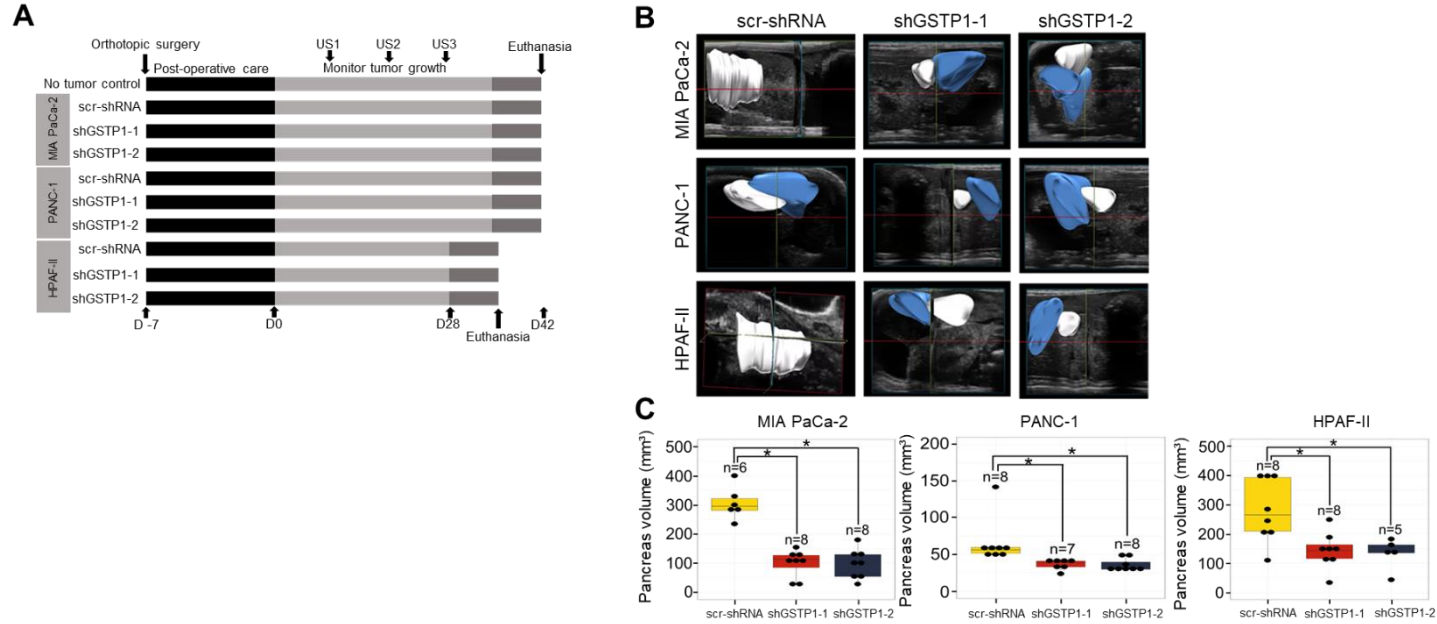 A
Orthotopic surgery
US1 US2 US3
Euthanasia
Post-operative care
Monitor tumor growth
No tumor control
MIA PaCa-2
scr-shRNA
shGSTP1-1
shGSTP1-2
PANC-1
scr-shRNA
shGSTP1-1
shGSTP1-2
HPAF-II
scr-shRNA
shGSTP1-1
shGSTP1-2
D -7 D0 D28 D42
Euthanasia
B
scr-shRNA shGSTP1-1 shGSTP1-2
MIA PaCa-2
PANC-1
HPAF-II
C
MIA PaCa-2
Pancreas volume (mm³)
500
400
300
200
100
0
*
*
n=6
n=8
n=8
scr-shRNA shGSTP1-1 shGSTP1-2
PANC-1
Pancreas volume (mm³)
200
150
100
50
0
*
*
n=8
n=7
n=8
scr-shRNA shGSTP1-1 shGSTP1-2
HPAF-II
Pancreas volume (mm³)
500
400
300
200
100
0
*
*
n=8
n=8
n=5
scr-shRNA shGSTP1-1 shGSTP1-2